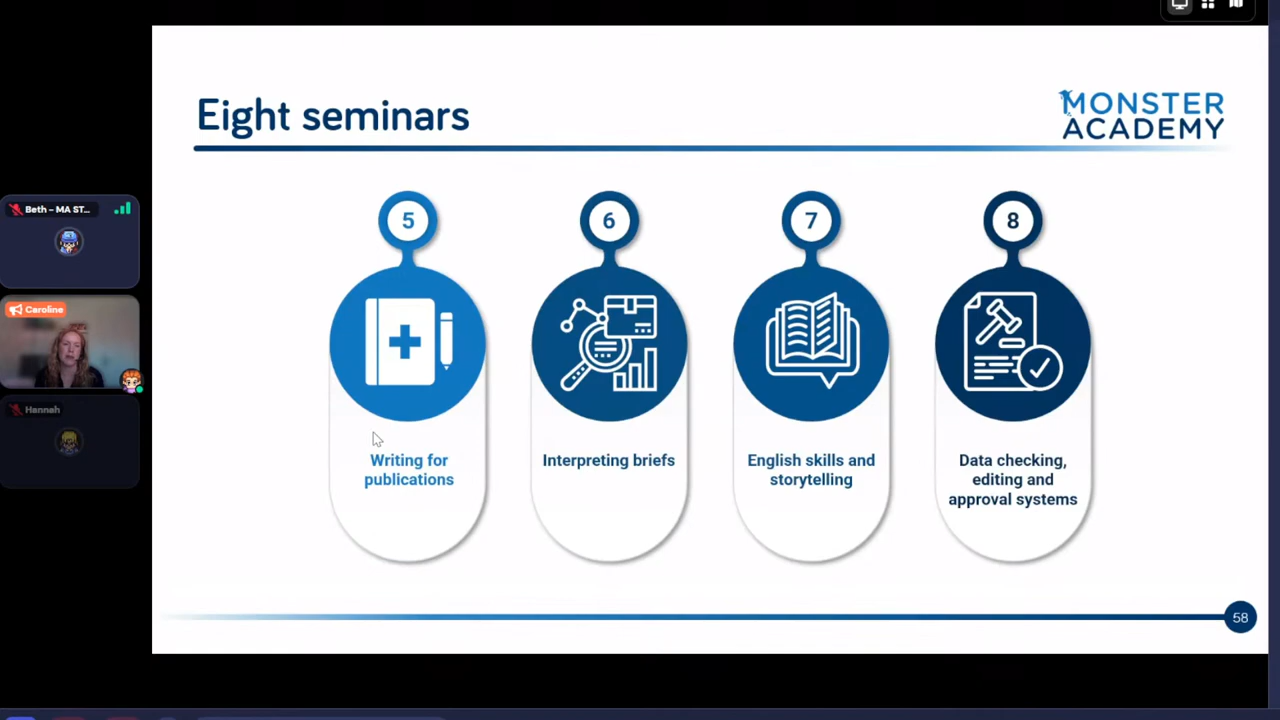 Eight seminars
MONSTER
ACADEMY
Beth – MA ST...
Caroline
Hannah
5
6
7
8
Writing for
publications
Interpreting briefs
English skills and
storytelling
Data checking,
editing and
approval systems
58